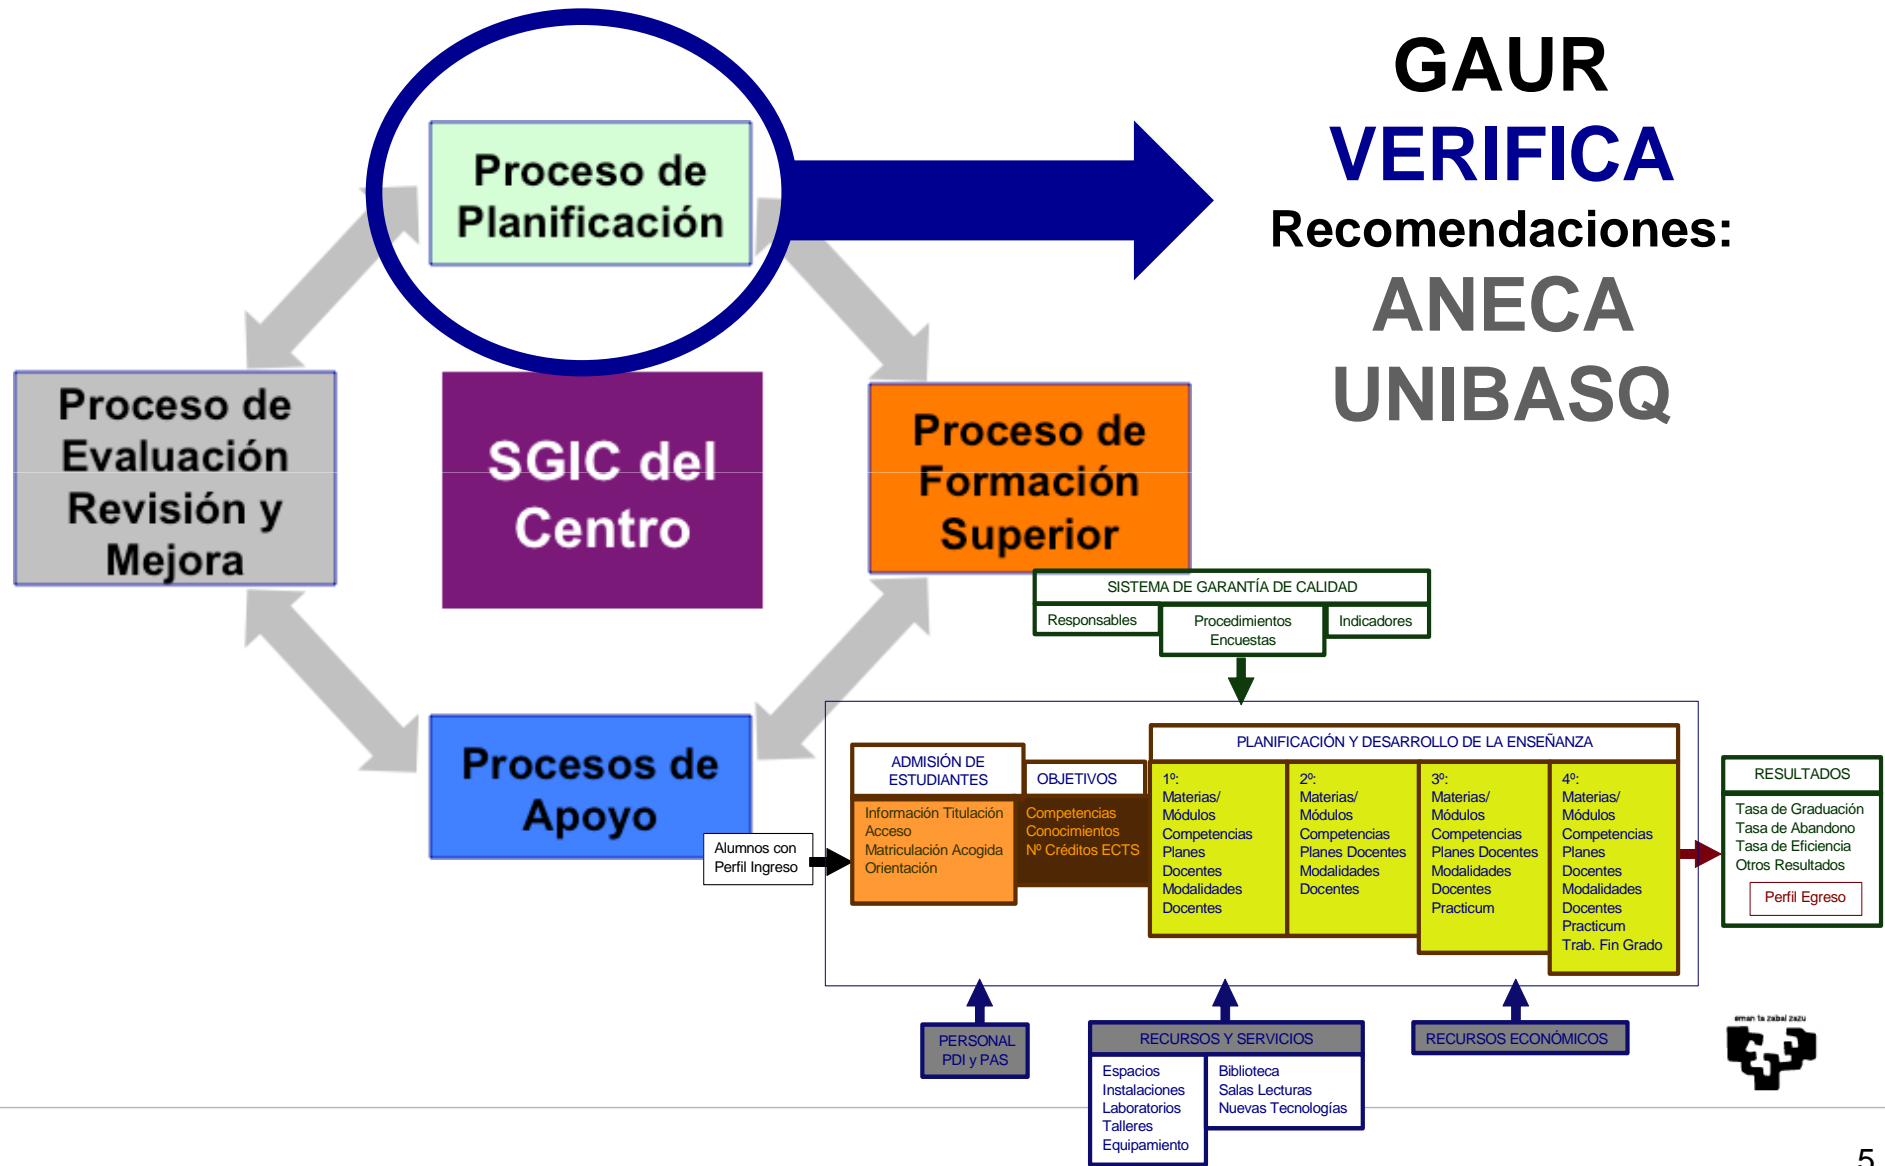 GAUR
VERIFICA
Recomendaciones:
ANECA
UNIBASQ
Proceso de
Planificación
Proceso de
Evaluación
Revisión y
Mejora
SGIC del
Centro
Proceso de
Formación
Superior
Procesos de
Apoyo
SISTEMA DE GARANTÍA DE CALIDAD
Responsables
Procedimientos
Encuestas
Indicadores
Alumnos con
Perfil Ingreso
ADMISIÓN DE
ESTUDIANTES
Información Titulación
Acceso
Matriculación Acogida
Orientación
OBJETIVOS
Competencias
Conocimientos
Nº Créditos ECTS
PLANIFICACIÓN Y DESARROLLO DE LA ENSEÑANZA
1º:
Materias/
Módulos
Competencias
Planes
Docentes
Modalidades
Docentes
2º:
Materias/
Módulos
Competencias
Planes Docentes
Modalidades
Docentes
3º:
Materias/
Módulos
Competencias
Planes Docentes
Modalidades
Docentes
Practicum
4º:
Materias/
Módulos
Competencias
Planes
Docentes
Modalidades
Docentes
Practicum
Trab. Fin Grado
RESULTADOS
Tasa de Graduación
Tasa de Abandono
Tasa de Eficiencia
Otros Resultados
Perfil Egreso
PERSONAL
PDI y PAS
RECURSOS Y SERVICIOS
Espacios
Instalaciones
Laboratorios
Talleres
Equipamiento
Biblioteca
Salas Lecturas
Nuevas Tecnologías
RECURSOS ECONÓMICOS
eman ta zabal zazu
5